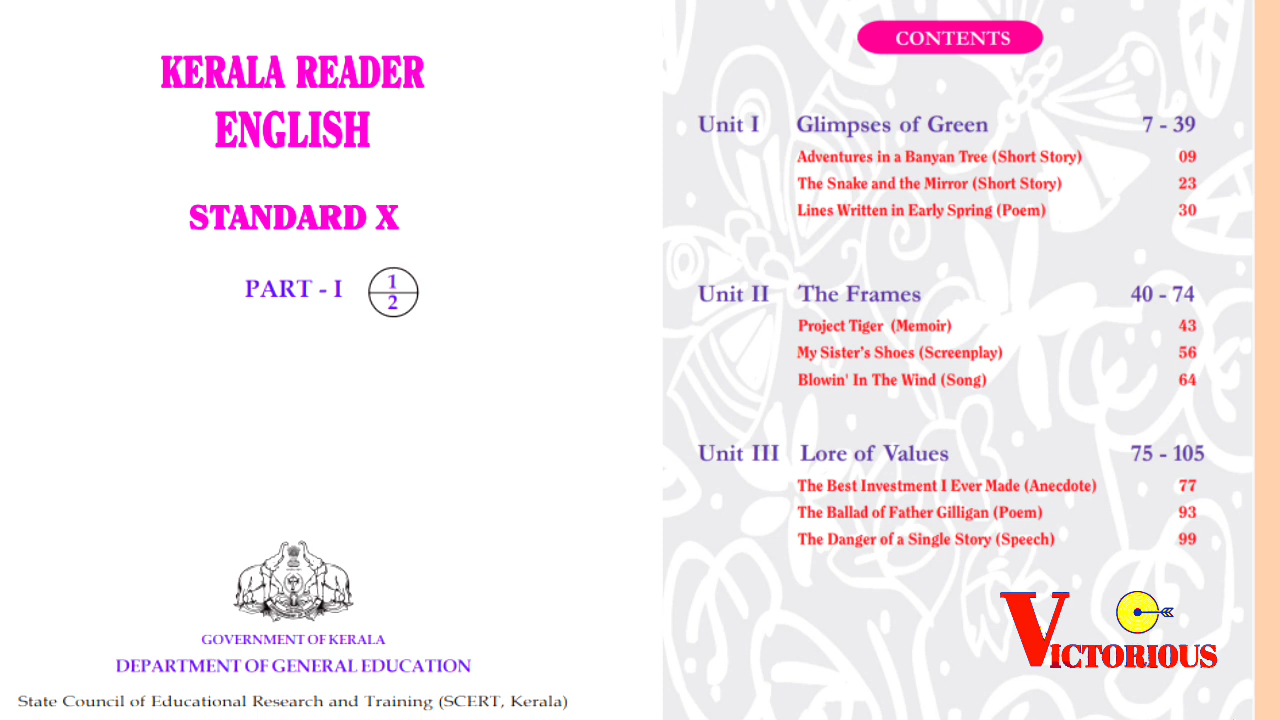 KERALA READER
ENGLISH
STANDARD X
PART - I 1/2
GOVERNMENT OF KERALA
DEPARTMENT OF GENERAL EDUCATION
State Council of Educational Research and Training (SCERT, Kerala)
CONTENTS
Unit I Glimpses of Green 7 - 39
Adventures in a Banyan Tree (Short Story) 09
The Snake and the Mirror (Short Story) 23
Lines Written in Early Spring (Poem) 30
Unit II The Frames 40 - 74
Project Tiger (Memoir) 43
My Sister's Shoes (Screenplay) 56
Blowin' In The Wind (Song) 64
Unit III Lore of Values 75 - 105
The Best Investment I Ever Made (Anecdote) 77
The Ballad of Father Gilligan (Poem) 93
The Danger of a Single Story (Speech) 99
VICTORIOUS